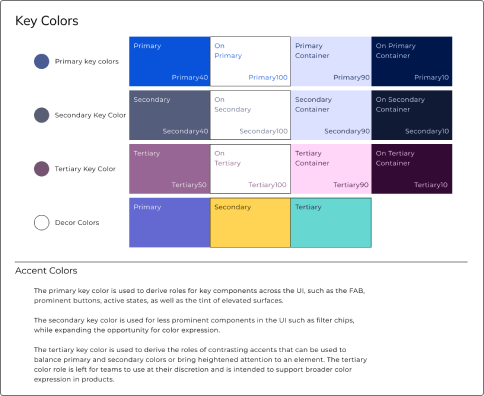 Key Colors
Primary
On
Primary
Primary
Container
On Primary
Container
Primary key colors
Primary40
Primary100
Primary90
Primary10
Secondary
On
Secondary
Secondary
Container
On Secondary
Container
Secondary Key Color
Secondary40
Secondary100
Secondary90
Secondary10
Tertiary
On
Tertiary
Tertiary
Container
On Tertiary
Container
Tertiary Key Color
Tertiary50
Tertiary100
Tertiary90
Tertiary10
Primary
Secondary
Tertiary
Decor Colors
Accent Colors
The primary key color is used to derive roles for key components across the UI, such as the FAB,
prominent buttons, active states, as well as the tint of elevated surfaces.
The secondary key color is used for less prominent components in the UI such as filter chips,
while expanding the opportunity for color expression.
The tertiary key color is used to derive the roles of contrasting accents that can be used to
balance primary and secondary colors or bring heightened attention to an element. The tertiary
color role is left for teams to use at their discretion and is intended to support broader color
expression in products.